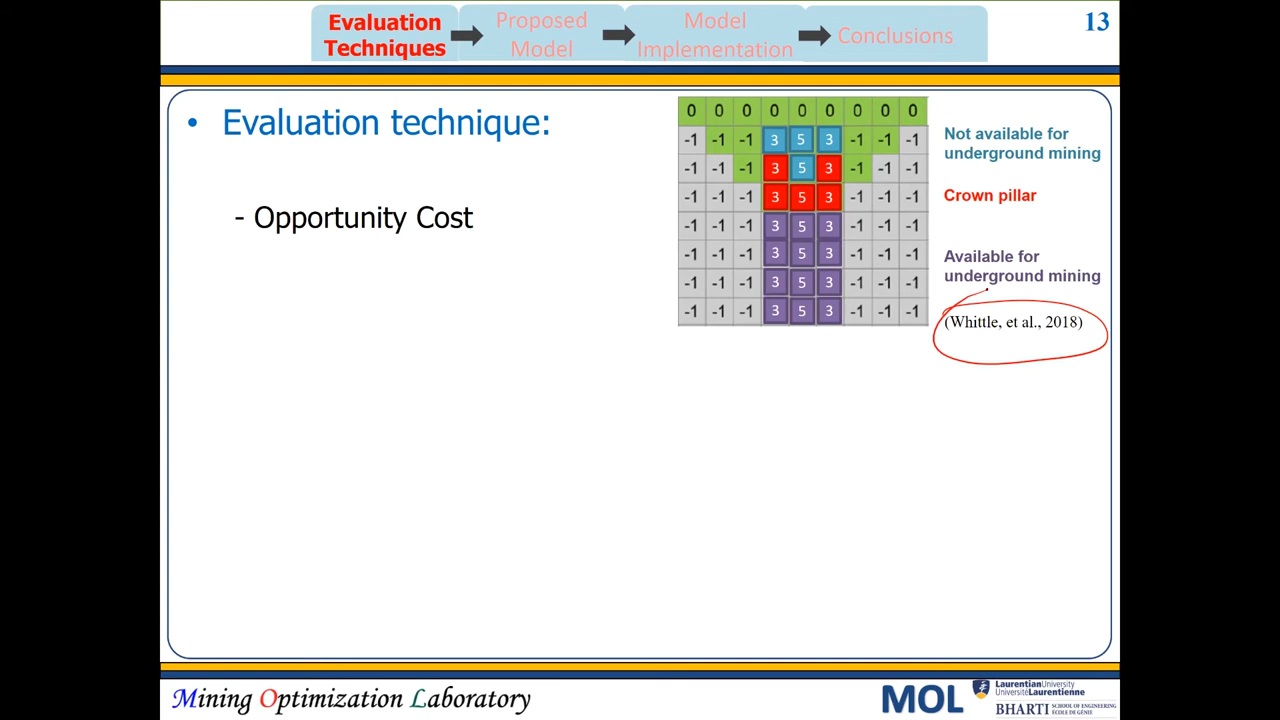 Evaluation
Techniques
Proposed
Model
Model
Implementation
Conclusions
13
• Evaluation technique:
- Opportunity Cost
0 0 0 0 0 0 0 0 0
-1 -1 -1 3 5 3 -1 -1 -1
-1 -1 -1 3 5 3 -1 -1 -1
-1 -1 -1 3 5 3 -1 -1 -1
-1 -1 -1 3 5 3 -1 -1 -1
-1 -1 -1 3 5 3 -1 -1 -1
-1 -1 -1 3 5 3 -1 -1 -1
-1 -1 -1 3 5 3 -1 -1 -1
Not available for
underground mining
Crown pillar
Available for
underground mining
(Whittle, et al., 2018)
Mining Optimization Laboratory
MOL
LaurentianUniversity
UniversitéLaurentienne
BHARTI
SCHOOL OF ENGINEERING
ÉCOLE DE GÉNIE